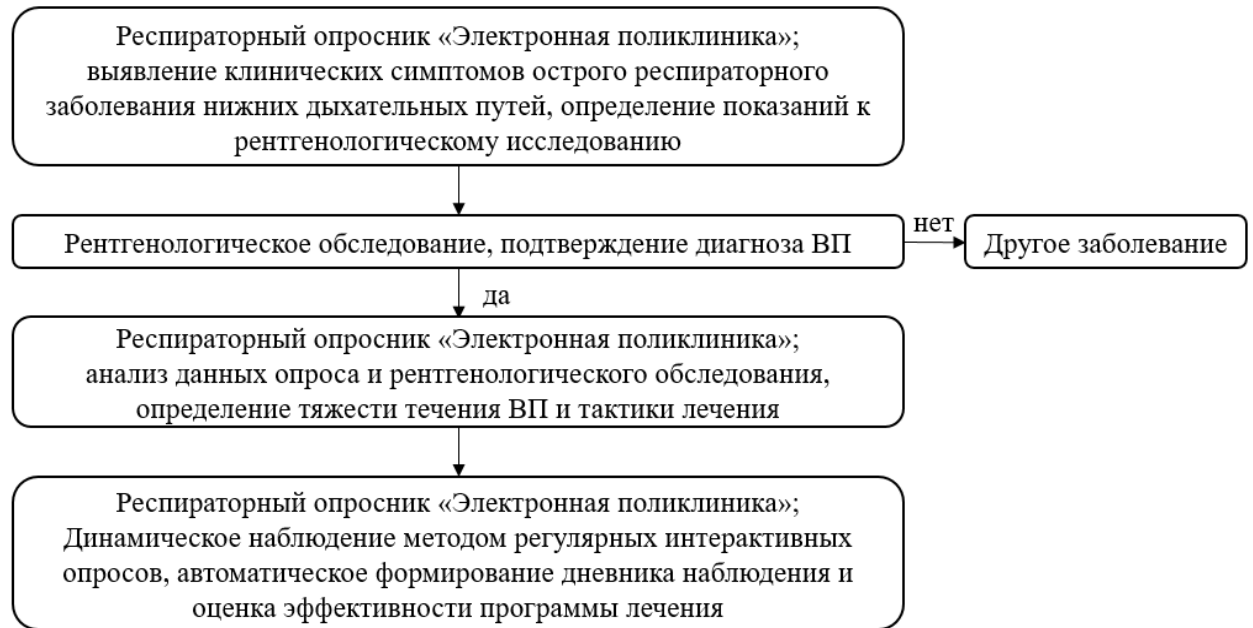 Респираторный опросник «Электронная поликлиника»;
выявление клинических симптомов острого респираторного
заболевания нижних дыхательных путей, определение показаний к
рентгенологическому исследованию
Рентгенологическое обследование, подтверждение диагноза ВП
нет
Другое заболевание
да
Респираторный опросник «Электронная поликлиника»;
анализ данных опроса и рентгенологического обследования,
определение тяжести течения ВП и тактики лечения
Респираторный опросник «Электронная поликлиника»;
Динамическое наблюдение методом регулярных интерактивных
опросов, автоматическое формирование дневника наблюдения и
оценка эффективности программы лечения